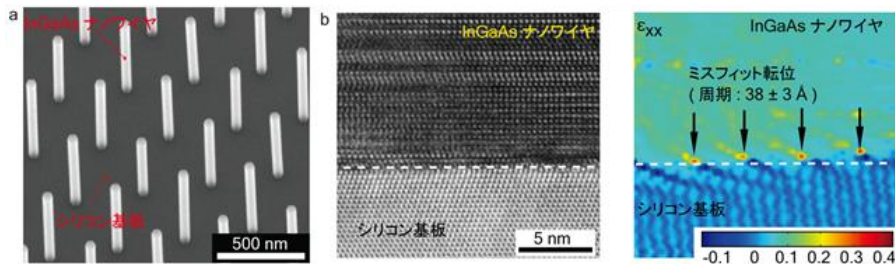 a
InGaAs ナノワイヤ
シリコン基板
500 nm
b
InGaAs ナノワイヤ
シリコン基板
5 nm
εxx
InGaAs ナノワイヤ
ミスフィット転位
( 周期 : 38 ± 3 Å )
シリコン基板
-0.1 0 0.1 0.2 0.3 0.4